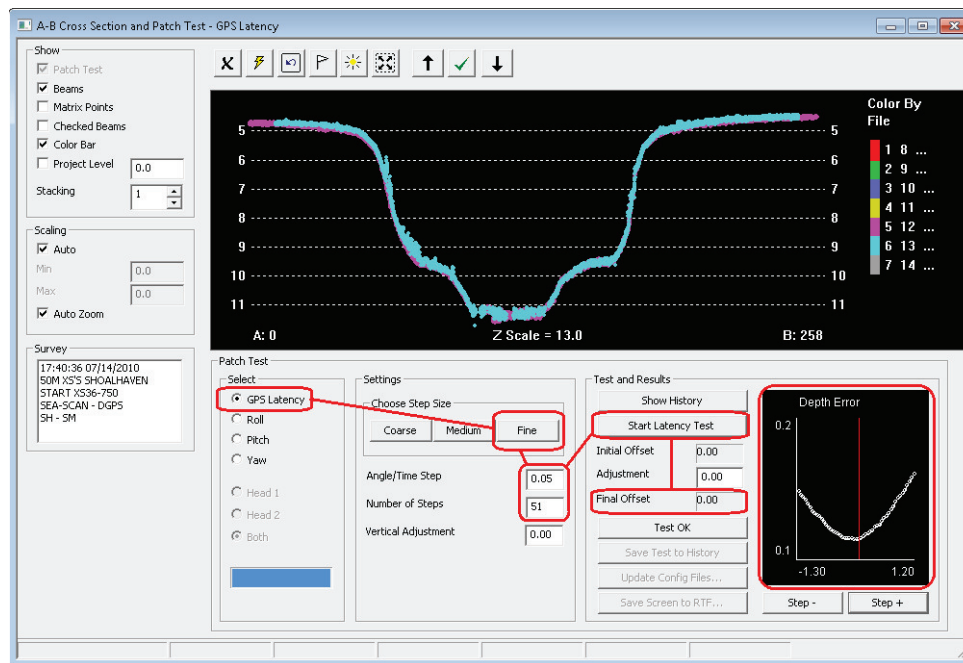 A-B Cross Section and Patch Test - GPS Latency
Show
Patch Test
Beams
Matrix Points
Checked Beams
Color Bar
Project Level 0.0
Stacking 1
Scaling
Auto
Min 0.0
Max 0.0
Auto Zoom
Survey
17:40:36 07/14/2010
50M XS'S SHOALHAVEN
START XS36-750
SEA-SCAN - DGPS
SH - SM
5 5
6 6
7 7
8 8
9 9
10 10
11 11
A: 0 Z Scale = 13.0 B: 258
Color By
File
1 8 ...
2 9 ...
3 10 ...
4 11 ...
5 12 ...
6 13 ...
7 14 ...
Patch Test
Select
GPS Latency
Roll
Pitch
Yaw
Head 1
Head 2
Both
Settings
Choose Step Size
Coarse Medium Fine
Angle/Time Step 0.05
Number of Steps 51
Vertical Adjustment 0.00
Test and Results
Show History
Start Latency Test
Initial Offset 0.00
Adjustment 0.00
Final Offset 0.00
Test OK
Save Test to History
Update Config Files...
Save Screen to RTF...
Depth Error
0.2
0.1
-1.30 1.20
Step - Step +